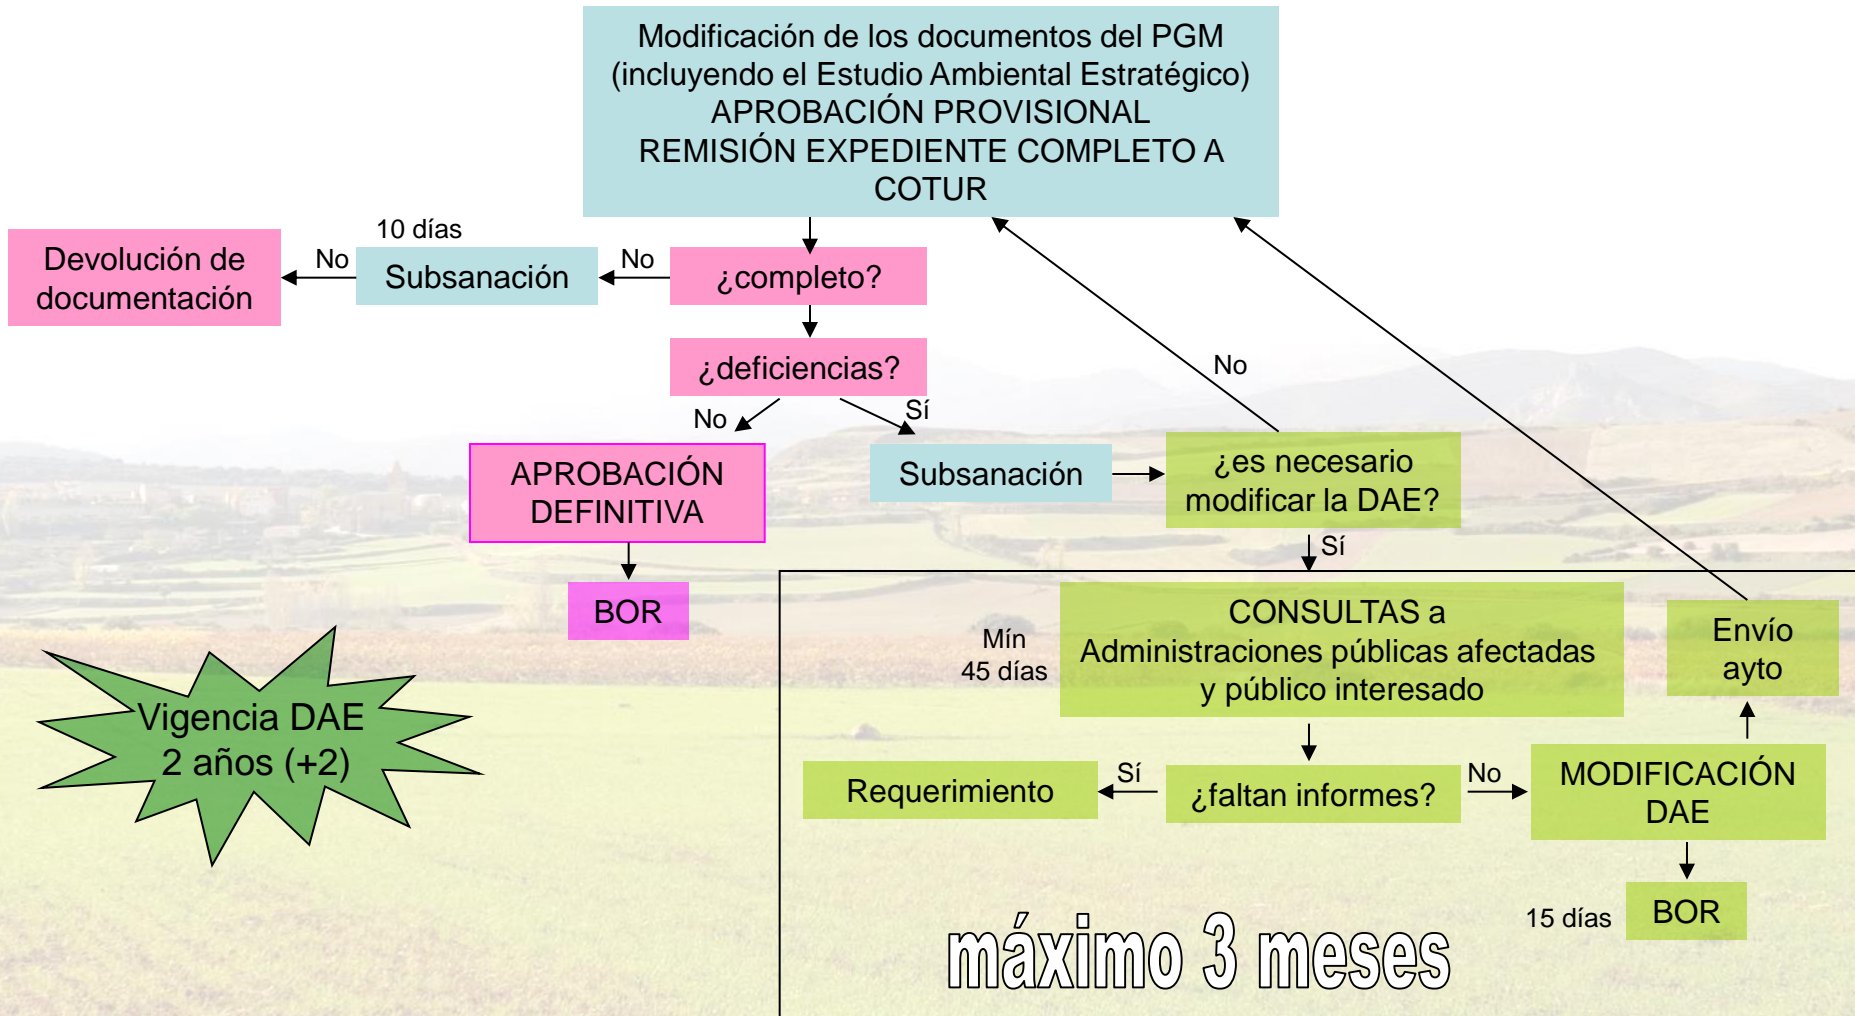 Modificación de los documentos del PGM
(incluyendo el Estudio Ambiental Estratégico)
APROBACIÓN PROVISIONAL
REMISIÓN EXPEDIENTE COMPLETO A
COTUR
10 días
Devolución de
documentación
No
Subsanación
No
¿completo?
¿deficiencias?
No
No
Sí
APROBACIÓN
DEFINITIVA
Subsanación
¿es necesario
modificar la DAE?
Sí
BOR
Mín
45 días
CONSULTAS a
Administraciones públicas afectadas
y público interesado
Envío
ayto
Vigencia DAE
2 años (+2)
Requerimiento
Sí
¿faltan informes?
No
MODIFICACIÓN
DAE
15 días
BOR
máximo 3 meses